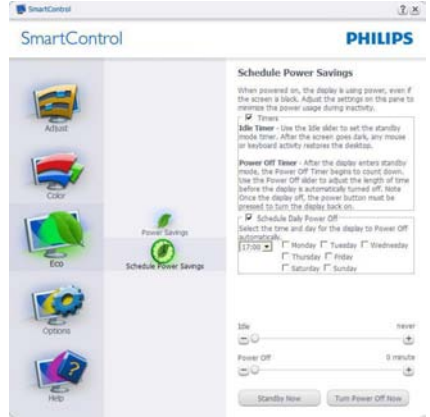 SmartControl
SmartControl
PHILIPS
Adjust
Color
Eco
Options
Help
Power Savings
Schedule Power Savings
Schedule Power Savings
When powered on, the display is using power, even if
the screen is black. Adjust the settings on this pane to
minimize the power usage during inactivity.
Timers
Idle Timer - Use the Idle slider to set the standby
mode timer. After the screen goes dark, any mouse
or keyboard activity restores the desktop.
Power Off Timer - After the display enters standby
mode, the Power Off Timer begins to count down.
Use the Power Off slider to adjust the length of time
before the display is automatically turned off. Note
Once the display off, the power button must be
pressed to turn the display back on.
Schedule Daily Power Off
Select the time and day for the display to Power Off
automatically.
17:00 Monday Tuesday Wednesday
Thursday Friday
Saturday Sunday
Idle never
Power Off 0 minute
Standby Now Turn Power Off Now